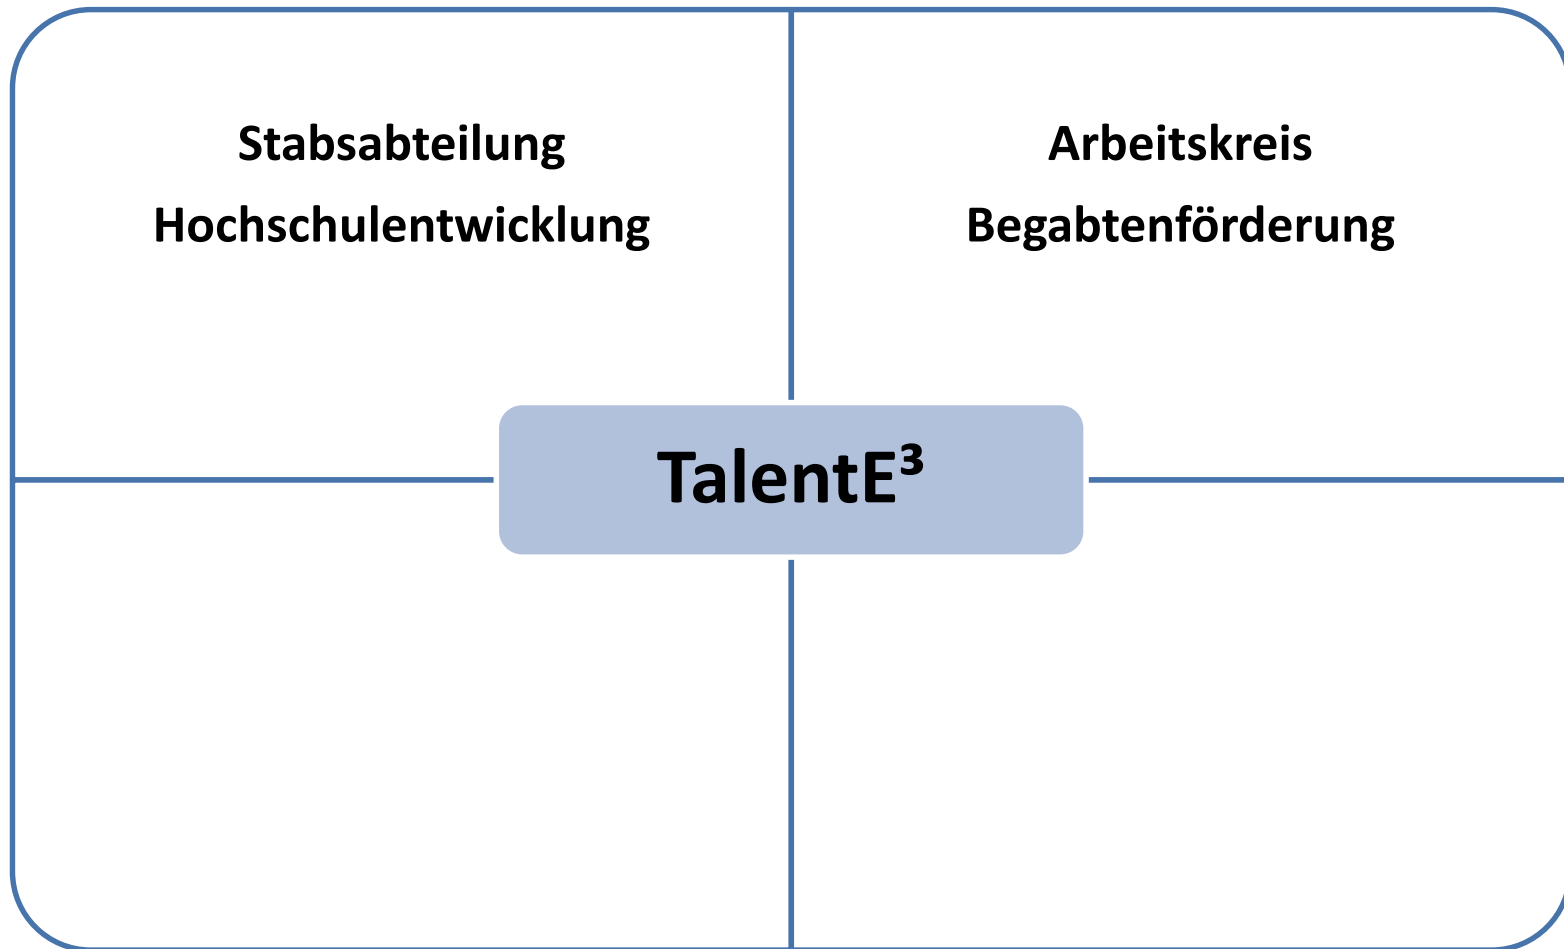 Stabsabteilung
Hochschulentwicklung
Arbeitskreis
Begabtenförderung
TalentE³